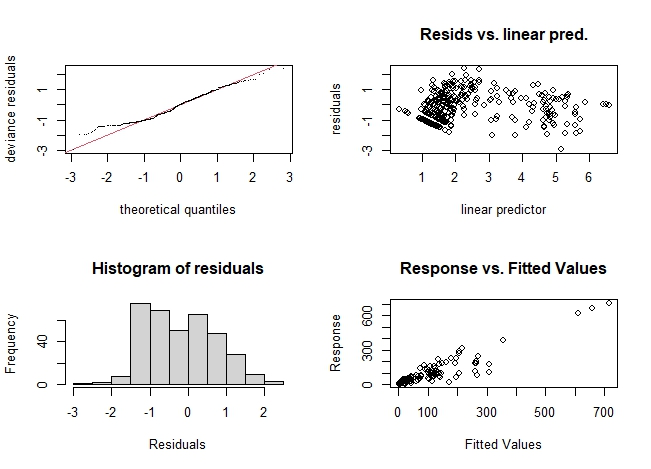 deviance residuals
-3 -1 1
-3 -2 -1 0 1 2 3
theoretical quantiles
Resids vs. linear pred.
residuals
-3 -1 1
1 2 3 4 5 6
linear predictor
Histogram of residuals
Frequency
0 40
-3 -2 -1 0 1 2
Residuals
Response vs. Fitted Values
Response
0 300 600
0 100 300 500 700
Fitted Values